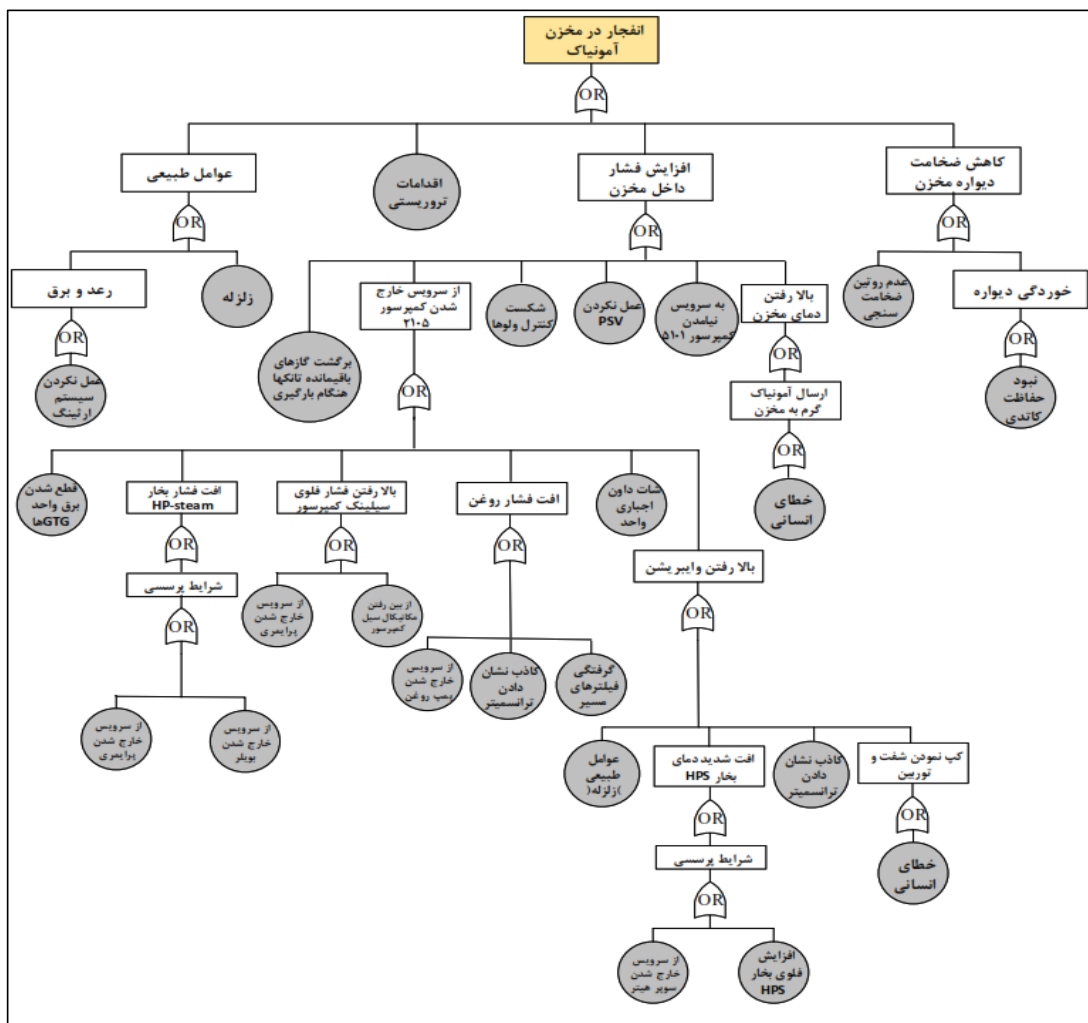 انفجار در مخزن
آمونیاک
OR
عوامل طبیعی
اقدامات
تروریستی
افزایش فشار
داخل مخزن
کاهش ضخامت
دیواره مخزن
OR
OR
OR
رعد و برق
زلزله
برگشت گازهای
باقیمانده تانکها
هنگام بارگیری
از سرویس خارج
شدن کمپرسور
۲۱۰۵
شکست
کنترل ولوها
عمل نکردن
PSV
به سرویس
نیامدن
کمپرسور ۵۱۰۱
بالا رفتن
دمای مخزن
عدم روتین
ضخامت
سنجی
خوردگی دیواره
OR
OR
OR
OR
عمل نکردن
سیستم
ارثینگ
ارسال آمونیاک
گرم به مخزن
نبود
حفاظت
کاتدی
OR
خطای
انسانی
قطع شدن
برق واحد
GTGها
افت فشار بخار
HP-steam
بالا رفتن فشار فلوی
سیلینک کمپرسور
افت فشار روغن
شات داون
اجباری
واحد
بالا رفتن وایبریشن
OR
OR
OR
OR
شرایط پرسسی
از سرویس
خارج شدن
پرایمری
از بین رفتن
مکانیکال سیل
کمپرسور
OR
از سرویس
خارج شدن
پمپ روغن
کاذب نشان
دادن
ترانسمیتر
گرفتگی
فیلترهای
مسیر
از سرویس
خارج شدن
پرایمری
از سرویس
خارج شدن
بویلر
عوامل
طبیعی
)زلزله(
افت شدید دمای
بخار HPS
کاذب نشان
دادن
ترانسمیتر
کپ نمودن شفت و
توربین
OR
OR
شرایط پرسسی
خطای
انسانی
OR
از سرویس
خارج شدن
سوپر هیتر
افزایش
فلوی بخار
HPS